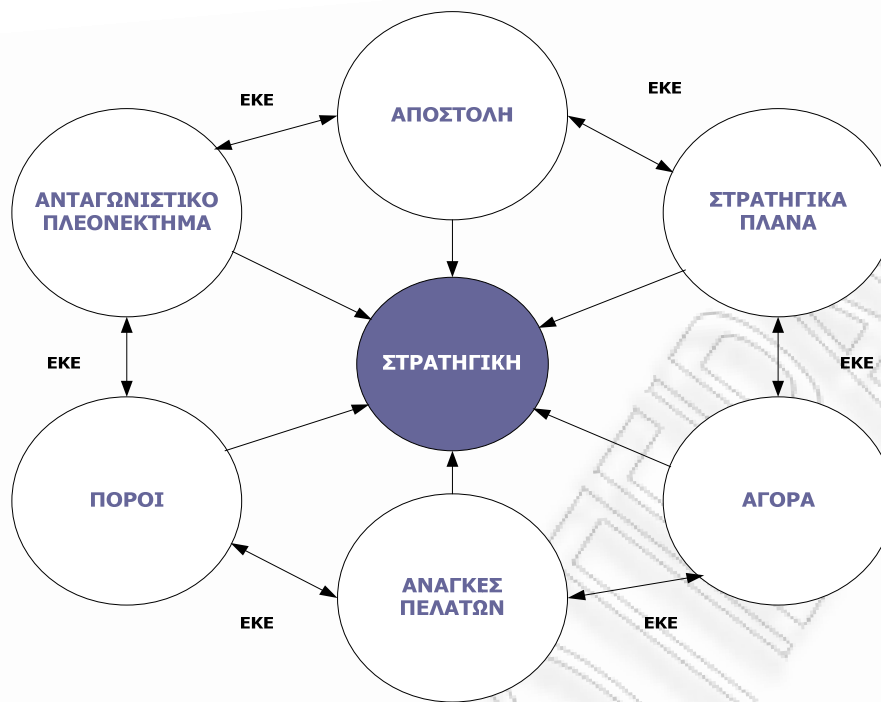 ΕΚΕ
ΑΠΟΣΤΟΛΗ
ΕΚΕ
ΑΝΤΑΓΩΝΙΣΤΙΚΟ
ΠΛΕΟΝΕΚΤΗΜΑ
ΣΤΡΑΤΗΓΙΚΑ
ΠΛΑΝΑ
ΕΚΕ
ΣΤΡΑΤΗΓΙΚΗ
ΕΚΕ
ΠΟΡΟΙ
ΑΓΟΡΑ
ΑΝΑΓΚΕΣ
ΠΕΛΑΤΩΝ
ΕΚΕ
ΕΚΕ